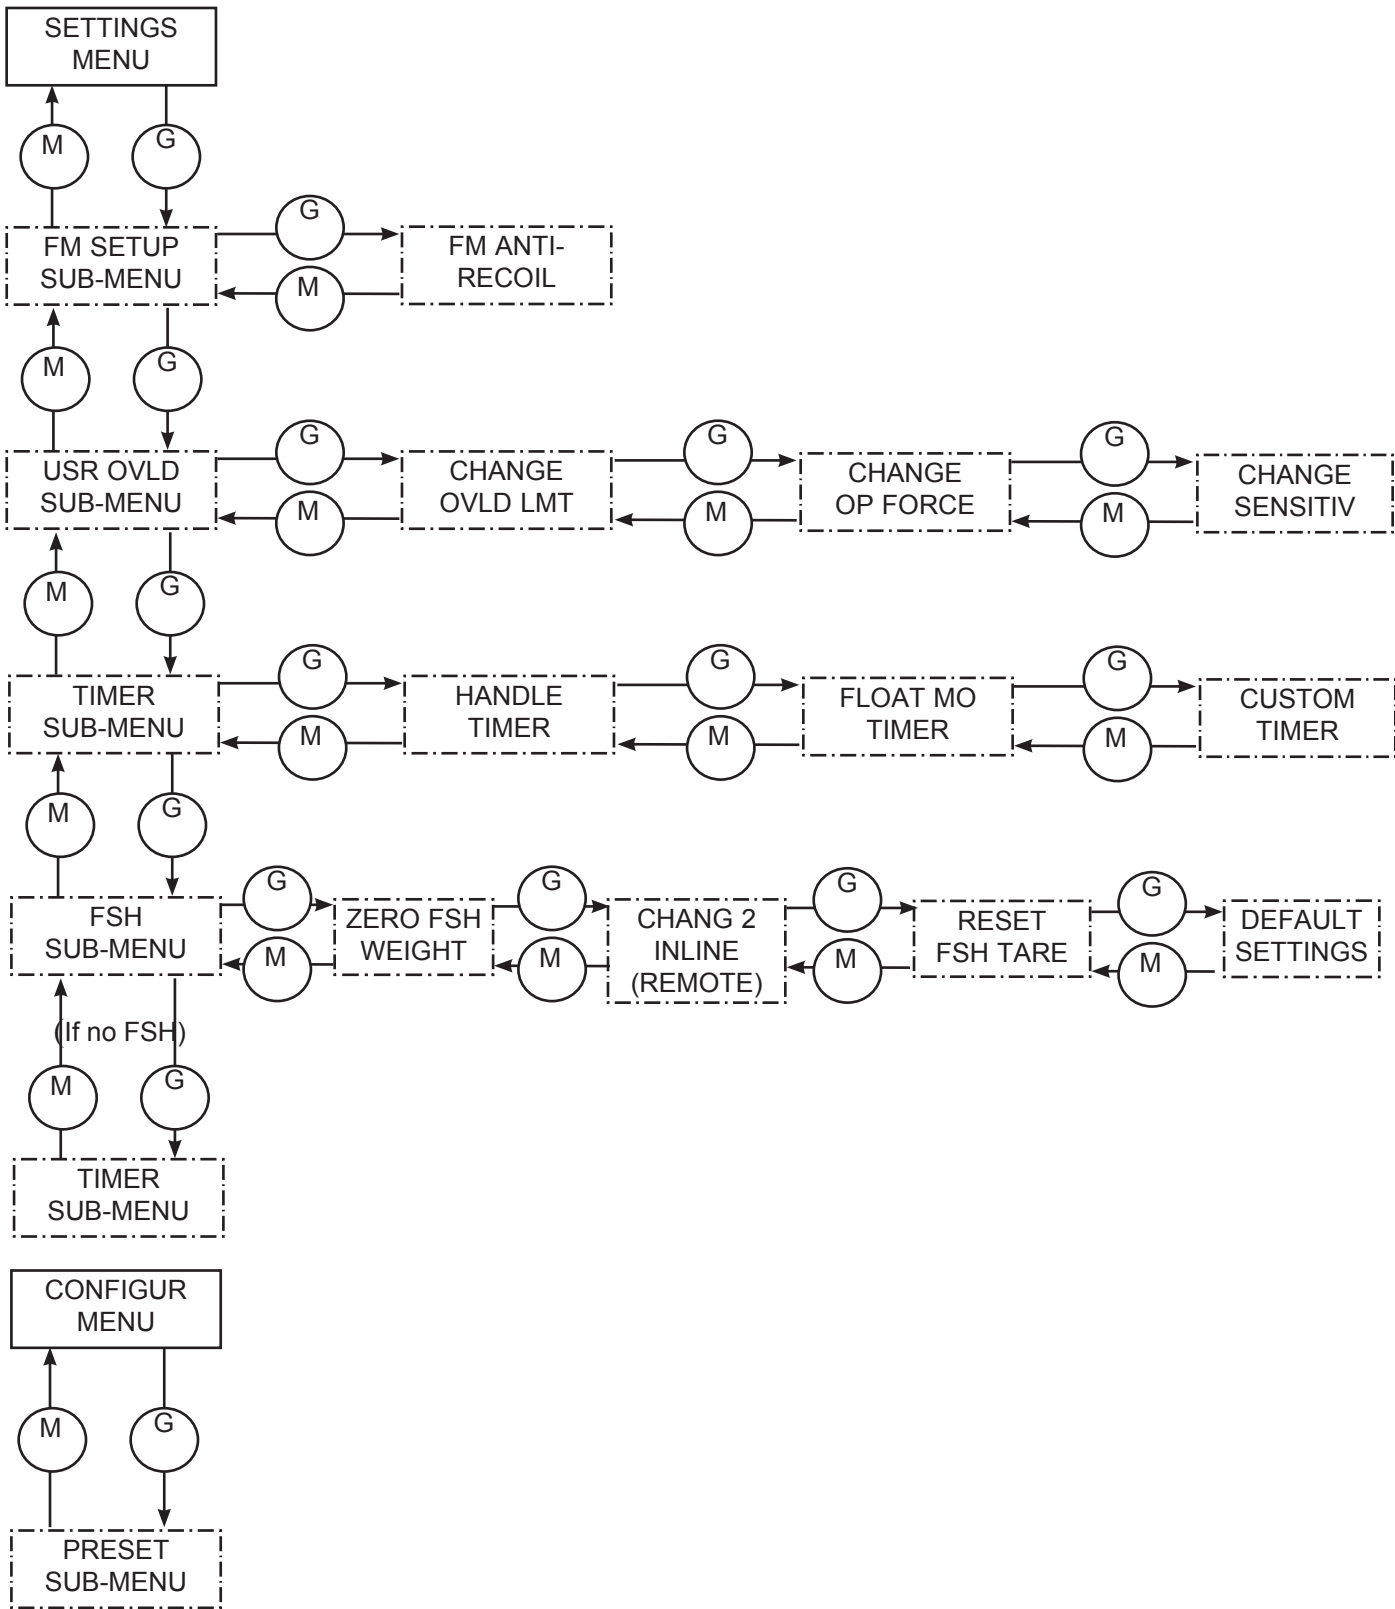 SETTINGS
MENU
M
G
FM SETUP
SUB-MENU
G
M
FM ANTI-
RECOIL
M
G
USR OVLD
SUB-MENU
G
M
CHANGE
OVLD LMT
G
M
CHANGE
OP FORCE
G
M
CHANGE
SENSITIV
M
G
TIMER
SUB-MENU
G
M
HANDLE
TIMER
G
M
FLOAT MO
TIMER
G
M
CUSTOM
TIMER
M
G
FSH
SUB-MENU
G
M
ZERO FSH
WEIGHT
G
M
CHANG 2
INLINE
(REMOTE)
G
M
RESET
FSH TARE
G
M
DEFAULT
SETTINGS
(If no FSH)
M
G
TIMER
SUB-MENU
CONFIGUR
MENU
M
G
PRESET
SUB-MENU